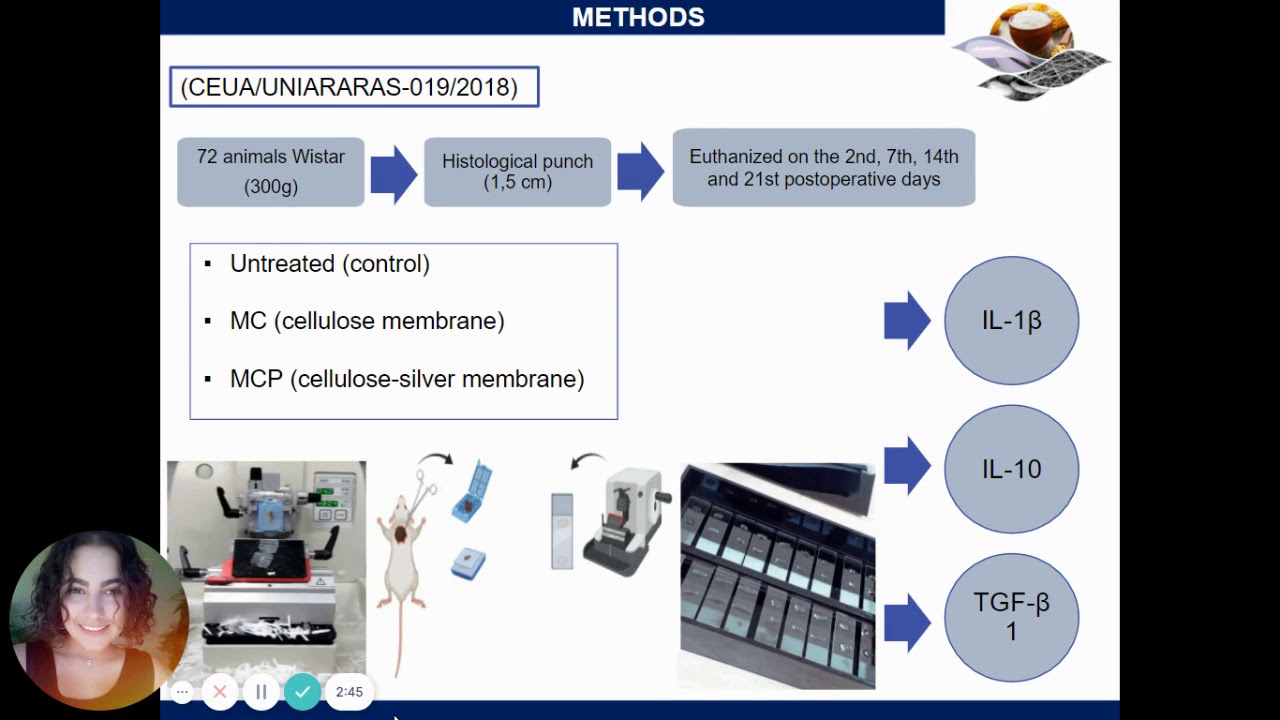 METHODS
(CEUA/UNIARARAS-019/2018)
72 animals Wistar
(300g)
Histological punch
(1,5 cm)
Euthanized on the 2nd, 7th, 14th
and 21st postoperative days
▪ Untreated (control)
▪ MC (cellulose membrane)
▪ MCP (cellulose-silver membrane)
IL-1β
IL-10
TGF-β
1
2:45